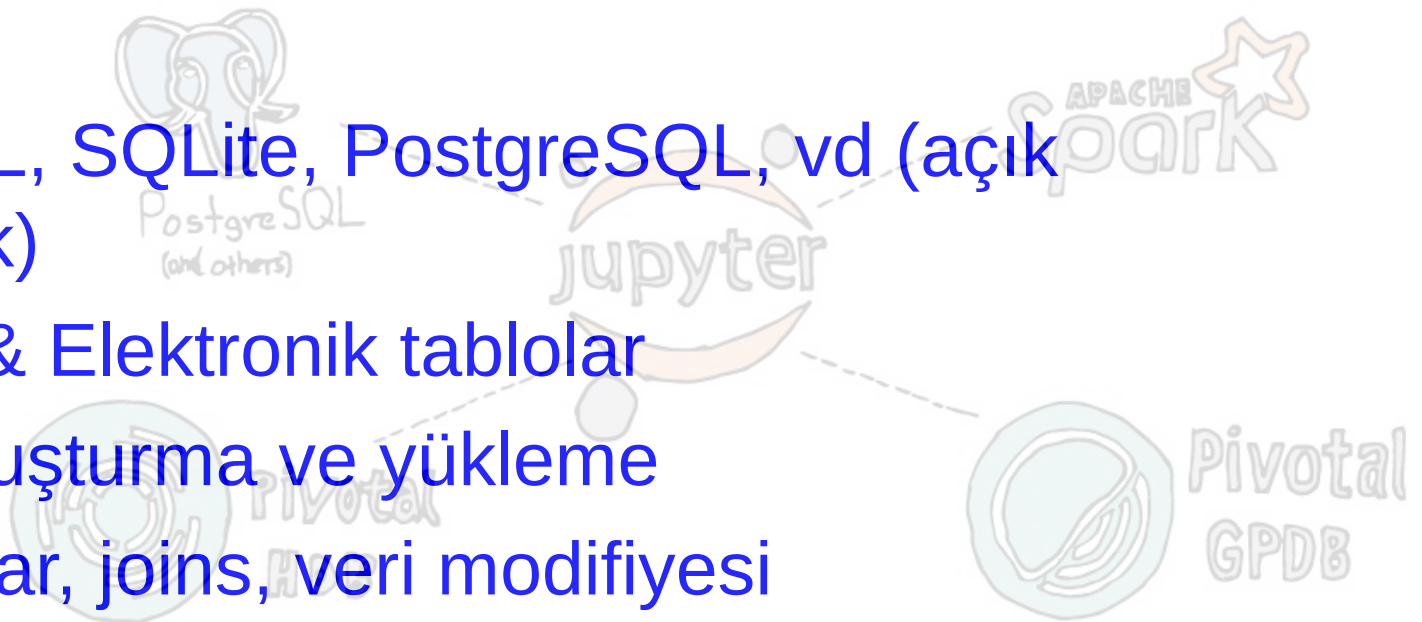 L, SQLite, PostgreSQL, vd (açık
k)
& Elektronik tablolar
uşturma ve yükleme
ar, joins, veri modifiyesi
PostgreSQL
(and others)
jupyter
APACHE
Spark
Pivotal
Pivotal
GPDB